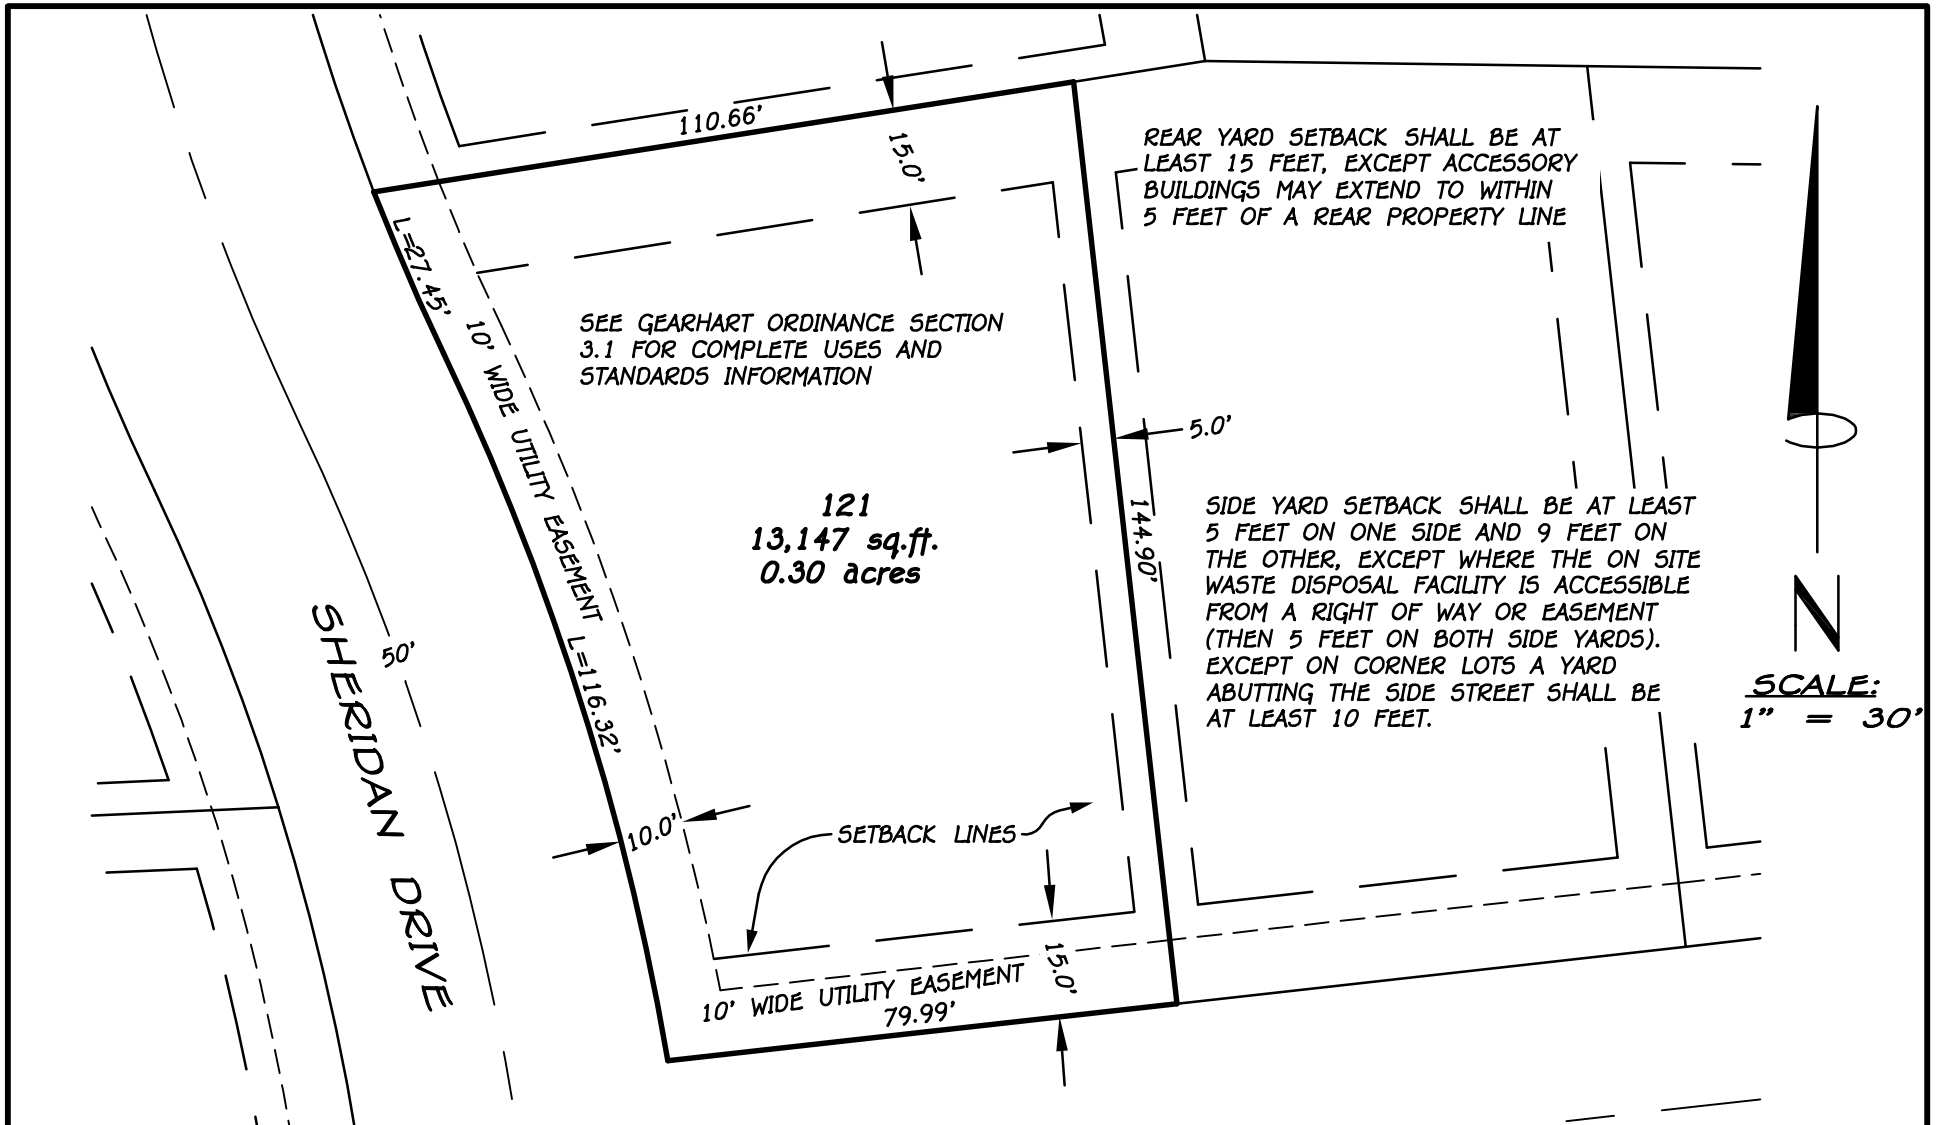 110.66'
15.0'
REAR YARD SETBACK SHALL BE AT
LEAST 15 FEET, EXCEPT ACCESSORY
BUILDINGS MAY EXTEND TO WITHIN
5 FEET OF A REAR PROPERTY LINE
L=27.45'
10' WIDE UTILITY EASEMENT
SEE GEARHART ORDINANCE SECTION
3.1 FOR COMPLETE USES AND
STANDARDS INFORMATION
5.0'
121
13,147 sq.ft.
0.30 acres
144.90'
SIDE YARD SETBACK SHALL BE AT LEAST
5 FEET ON ONE SIDE AND 9 FEET ON
THE OTHER, EXCEPT WHERE THE ON SITE
WASTE DISPOSAL FACILITY IS ACCESSIBLE
FROM A RIGHT OF WAY OR EASEMENT
(THEN 5 FEET ON BOTH SIDE YARDS).
EXCEPT ON CORNER LOTS A YARD
ABUTTING THE SIDE STREET SHALL BE
AT LEAST 10 FEET.
N
SCALE:
1" = 30'
50'
SHERIDAN DRIVE
L=116.32'
10.0'
SETBACK LINES
15.0'
10' WIDE UTILITY EASEMENT
79.99'